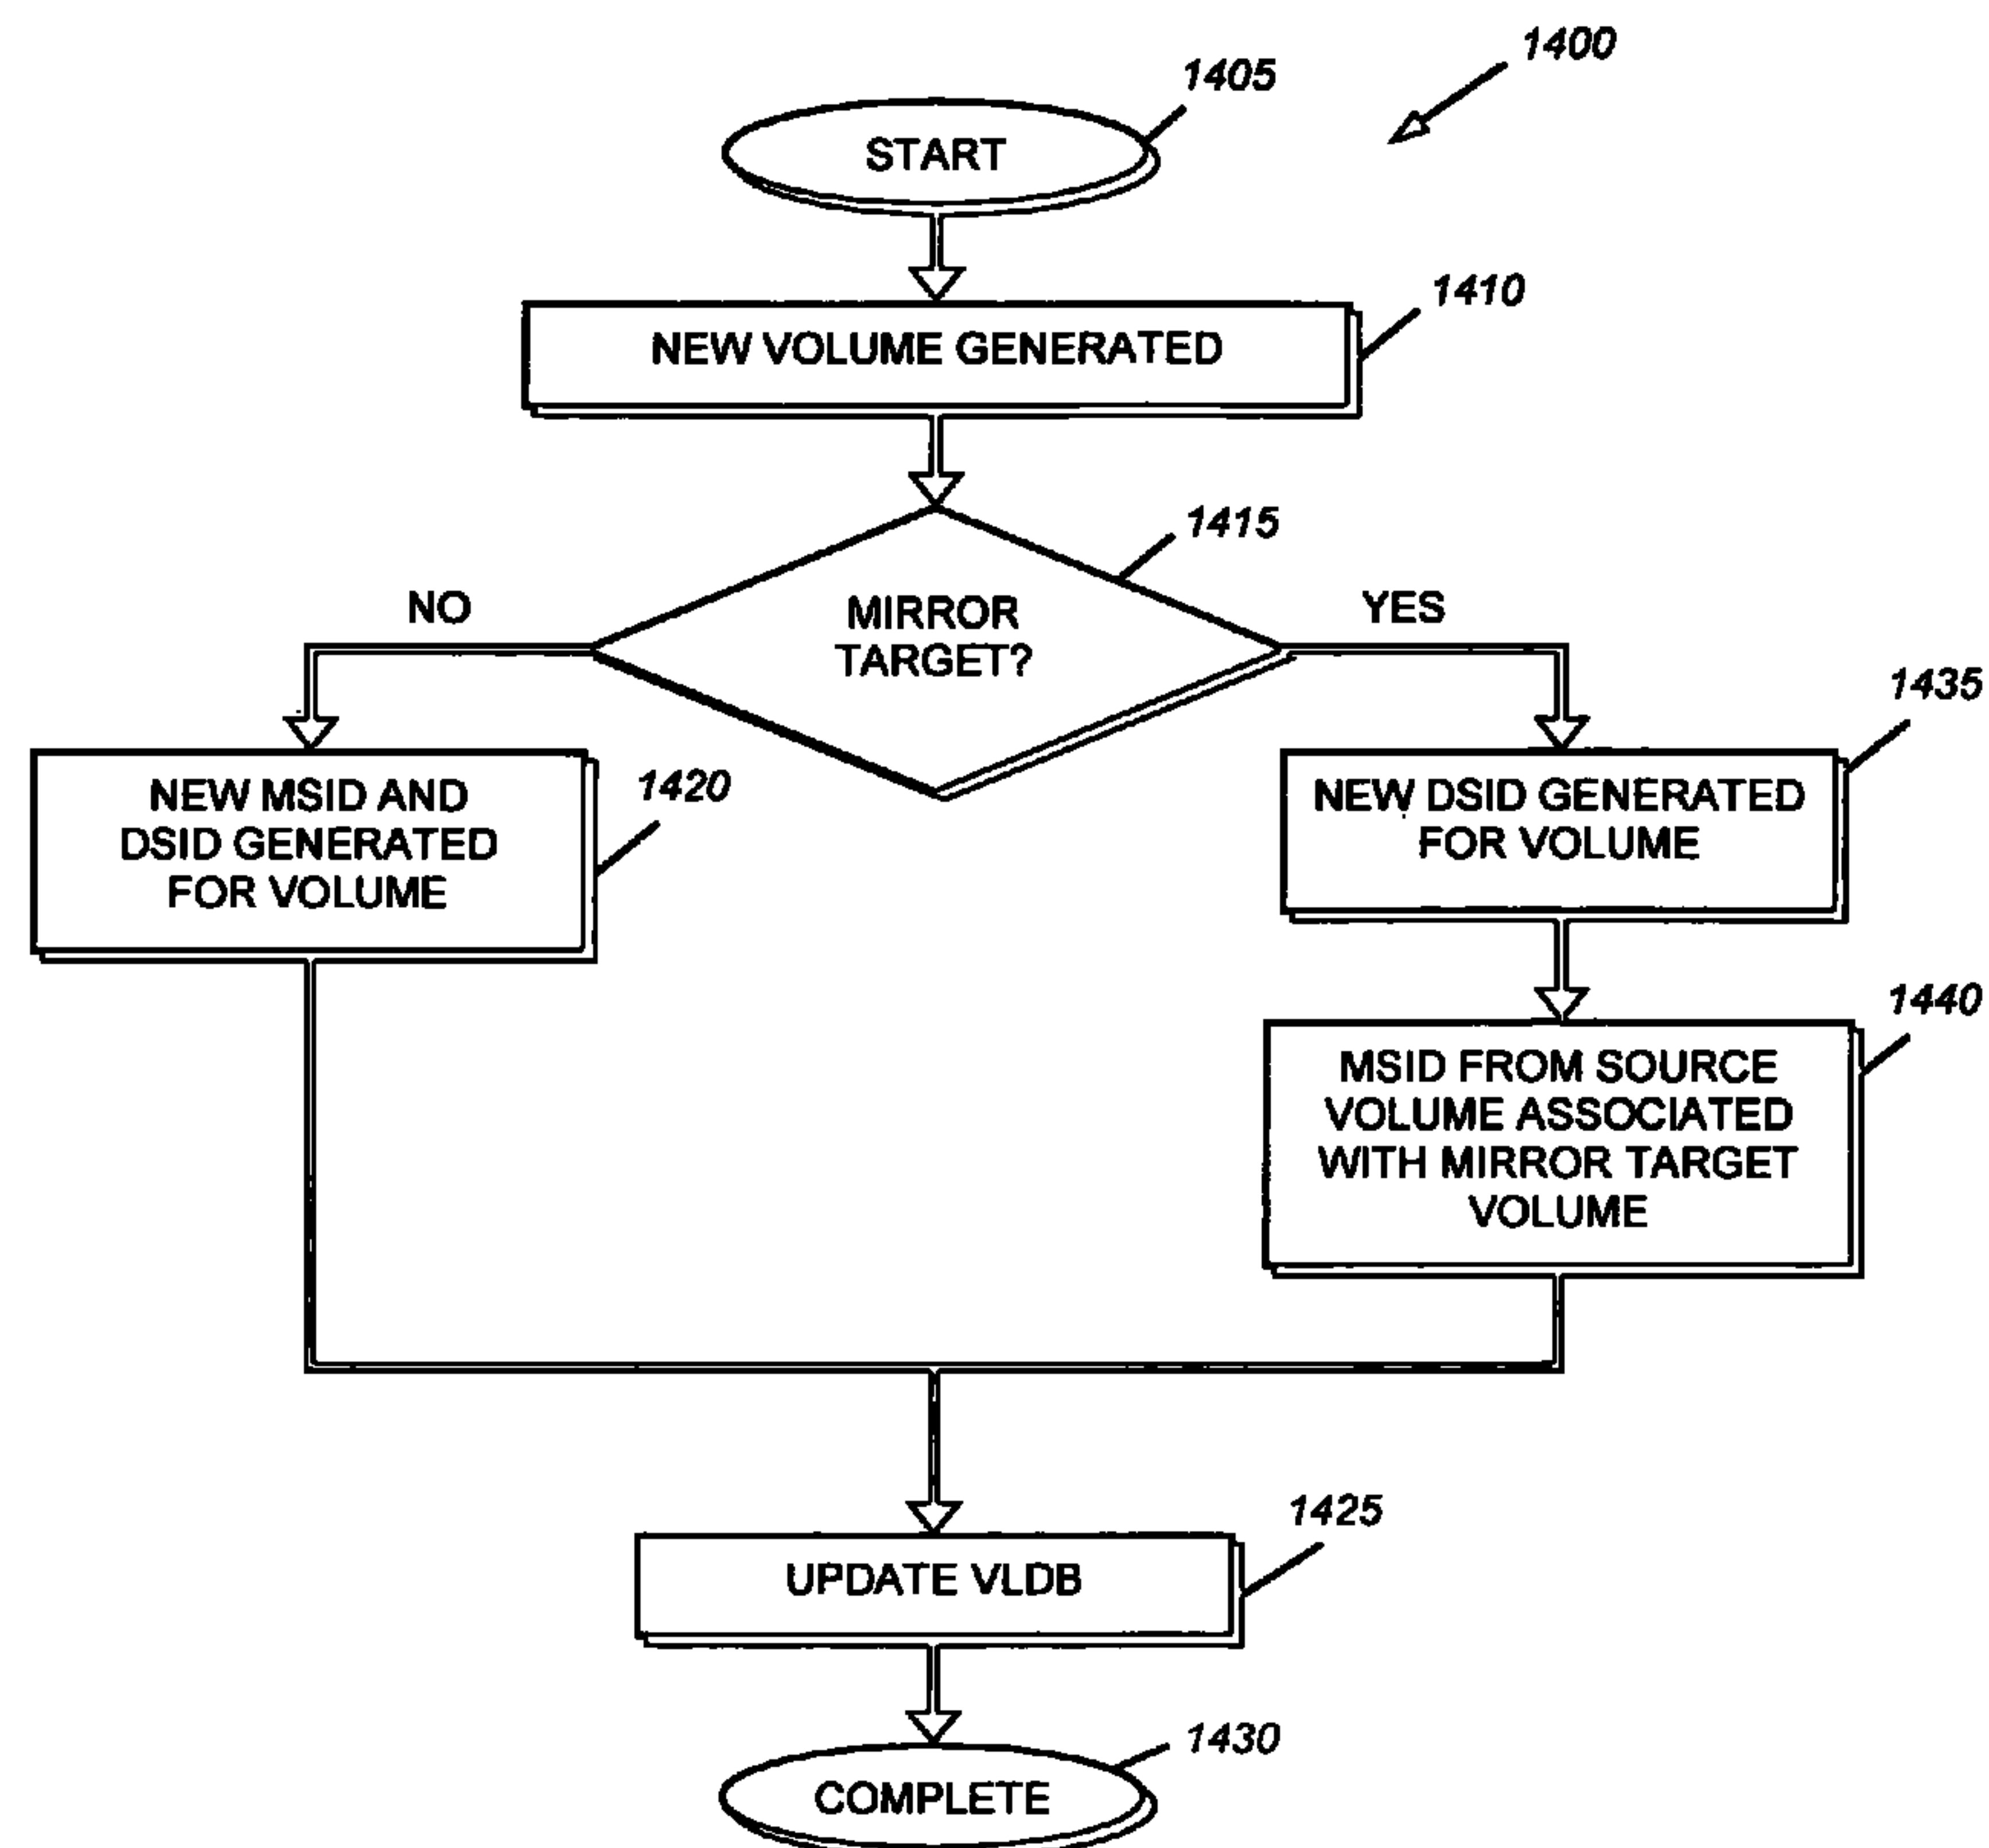 1400
1405
START
1410
NEW VOLUME GENERATED
1415
MIRROR
TARGET?
NO
YES
1420
NEW MSID AND
DSID GENERATED
FOR VOLUME
1435
NEW DSID GENERATED
FOR VOLUME
1440
MSID FROM SOURCE
VOLUME ASSOCIATED
WITH MIRROR TARGET
VOLUME
1425
UPDATE VLDB
1430
COMPLETE